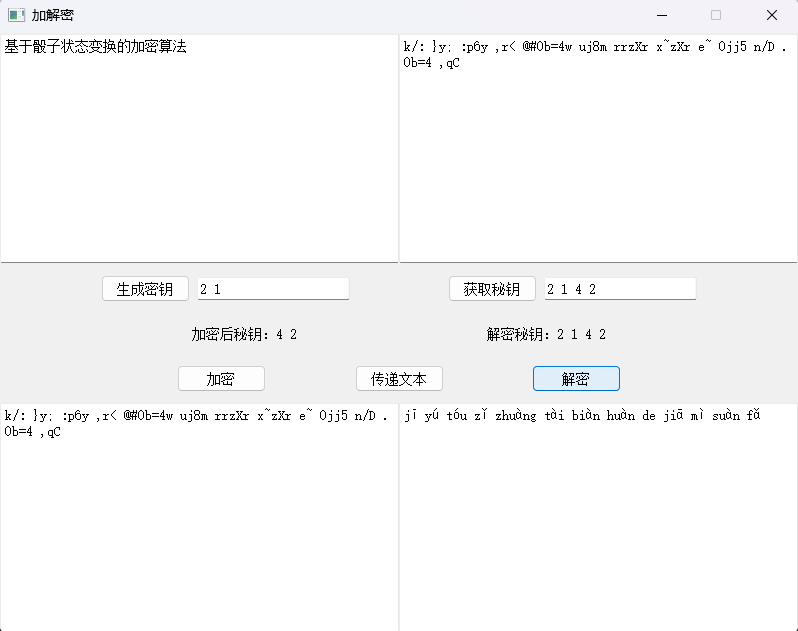 加解密
基于骰子状态变换的加密算法
k/: }y; :p6y ,r< @#0b=4w uj8m rrzXr x~zXr e~ 0jj5 n/D .
0b=4 ,qC
生成密钥 2 1
获取秘钥 2 1 4 2
加密后秘钥：4 2
解密秘钥：2 1 4 2
加密 传递文本 解密
k/: }y; :p6y ,r< @#0b=4w uj8m rrzXr x~zXr e~ 0jj5 n/D .
0b=4 ,qC
jī yú tóu zǐ zhuàng tài biàn huàn de jiā mì suàn fǎ